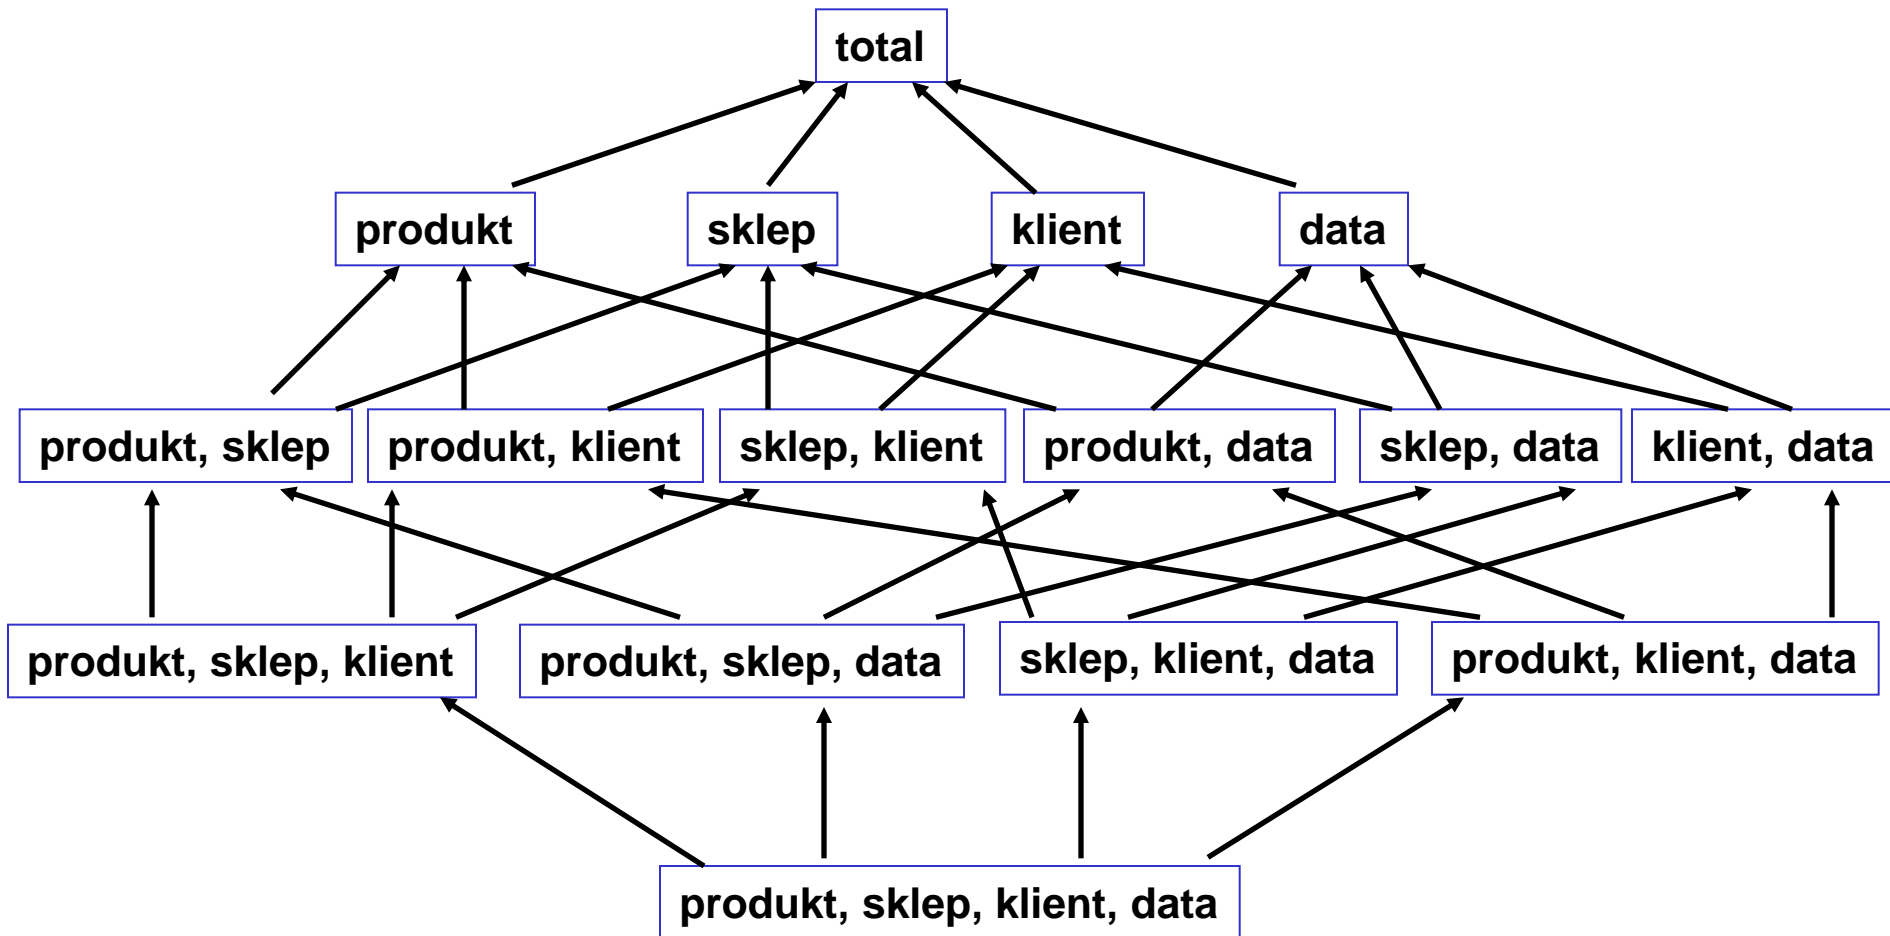 total
produkt
sklep
klient
data
produkt, sklep
produkt, klient
sklep, klient
produkt, data
sklep, data
klient, data
produkt, sklep, klient
produkt, sklep, data
sklep, klient, data
produkt, klient, data
produkt, sklep, klient, data